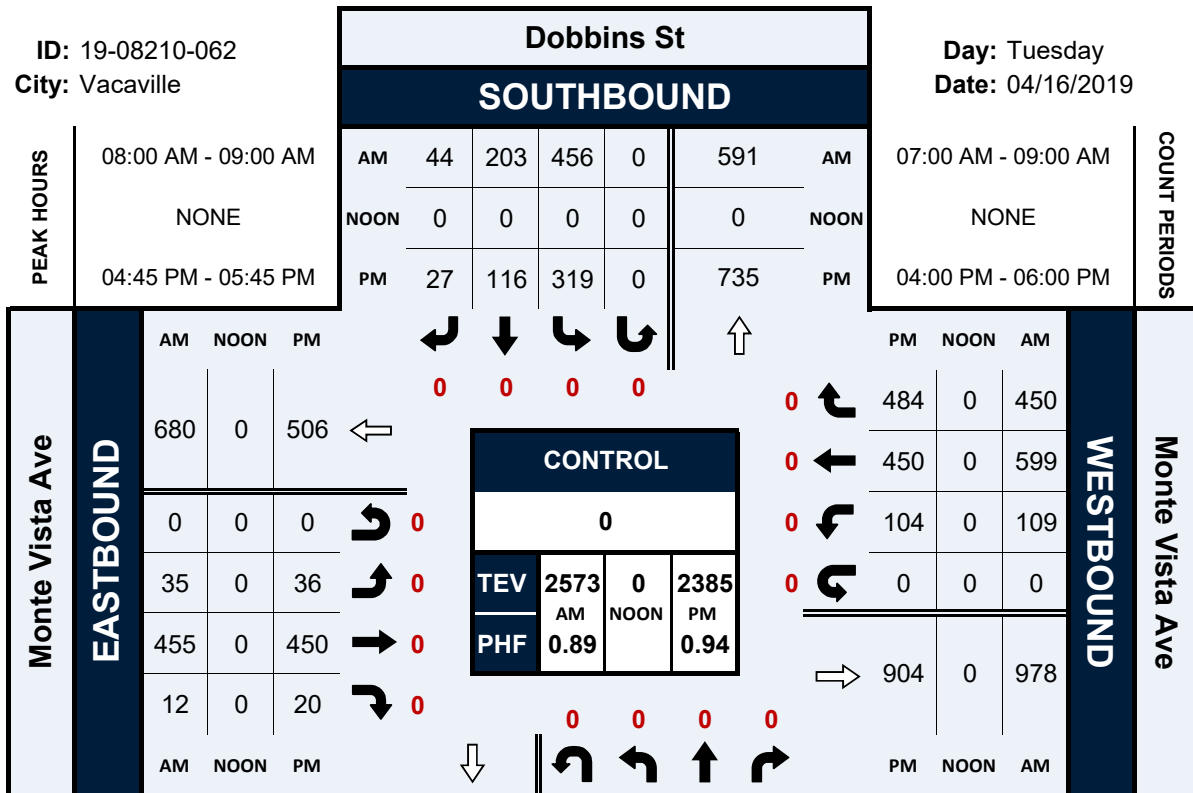 ID: 19-08210-062
City: Vacaville
Dobbins St
SOUTHBOUND
Day: Tuesday
Date: 04/16/2019
PEAK HOURS
08:00 AM - 09:00 AM
NONE
04:45 PM - 05:45 PM
AM 44 203 456 0 591 AM
NOON 0 0 0 0 0 NOON
PM 27 116 319 0 735 PM
07:00 AM - 09:00 AM
NONE
04:00 PM - 06:00 PM
COUNT PERIODS
0 0 0 0
Monte Vista Ave
EASTBOUND
AM NOON PM
680 0 506
0 0 0 0
35 0 36 0
455 0 450 0
12 0 20 0
AM NOON PM
CONTROL
0
TEV 2573 0 2385
AM NOON PM
PHF 0.89 0.94
PM NOON AM
0 484 0 450
0 450 0 599
0 104 0 109
0 0 0 0
904 0 978
PM NOON AM
WESTBOUND
Monte Vista Ave
0 0 0 0